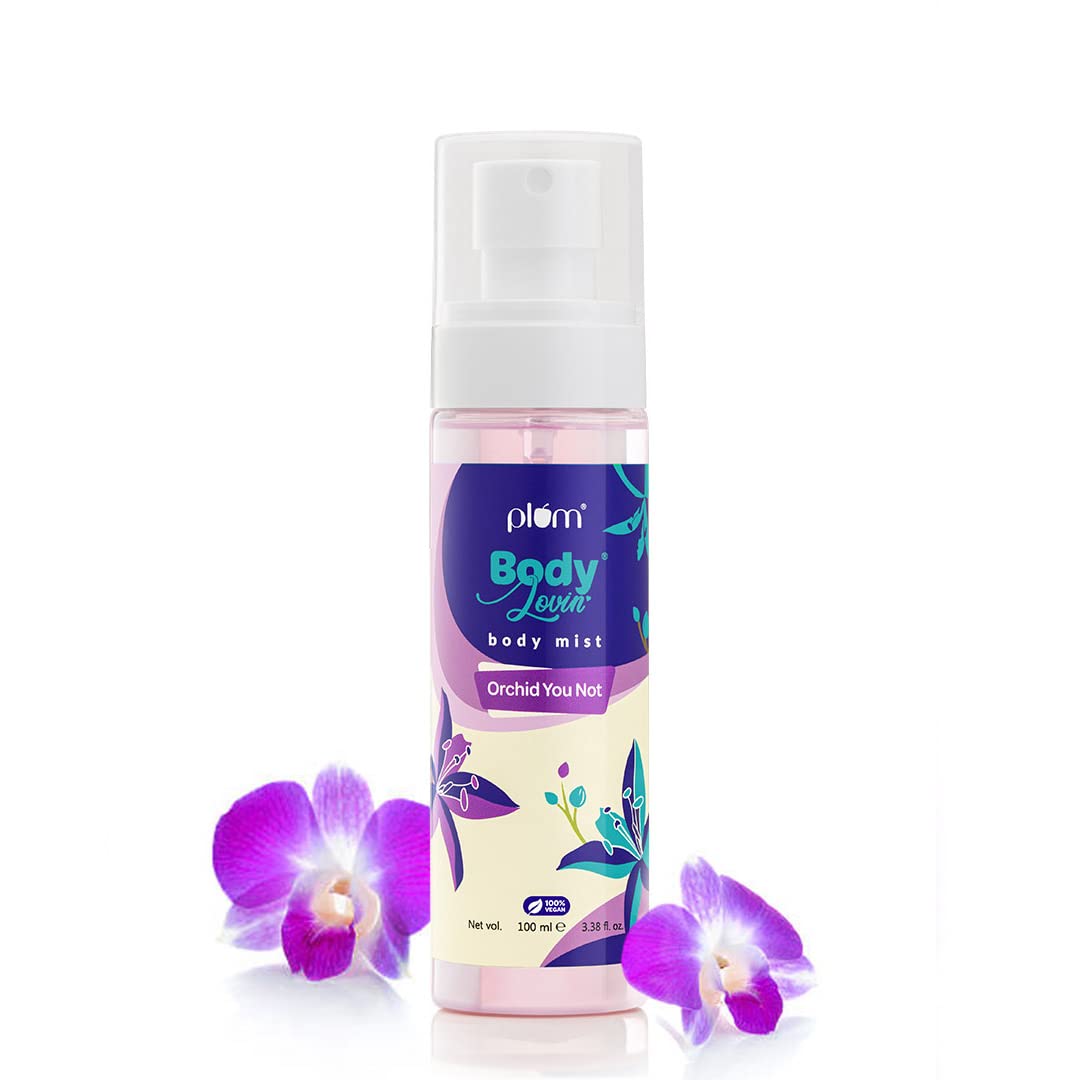 plum®
Body®
Lovin'
body mist
Orchid You Not
100%
VEGAN
Net vol. 100 ml ℮ 3.38 fl. oz.